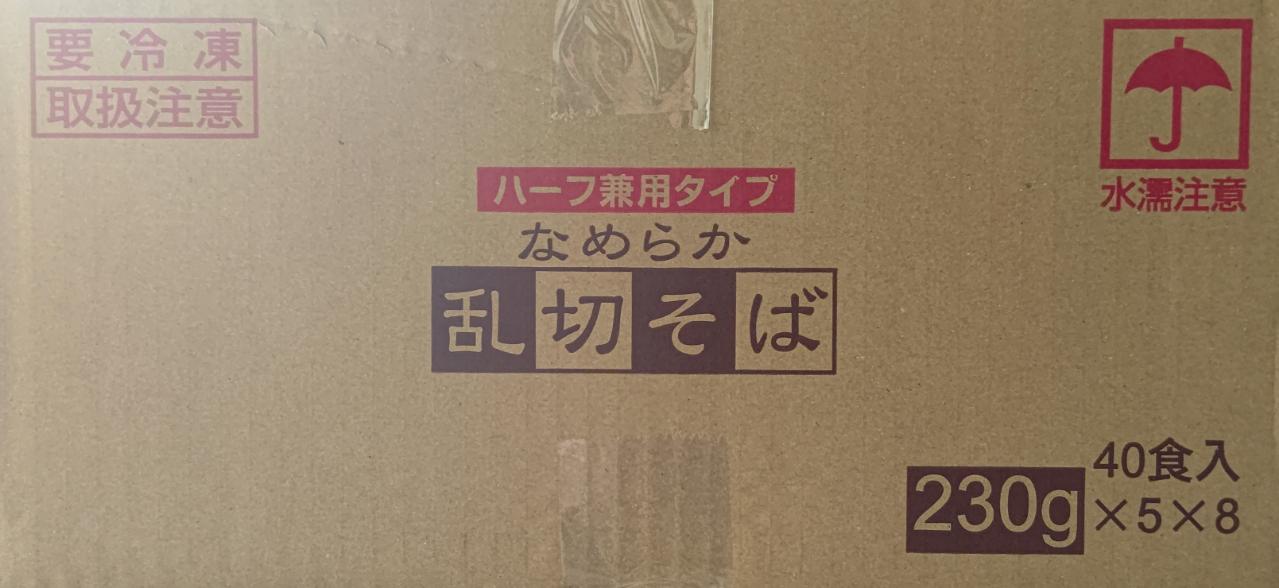 要冷凍
取扱注意
水濡注意
ハーフ兼用タイプ
なめらか
乱切そば
230g
40食入
×5×8